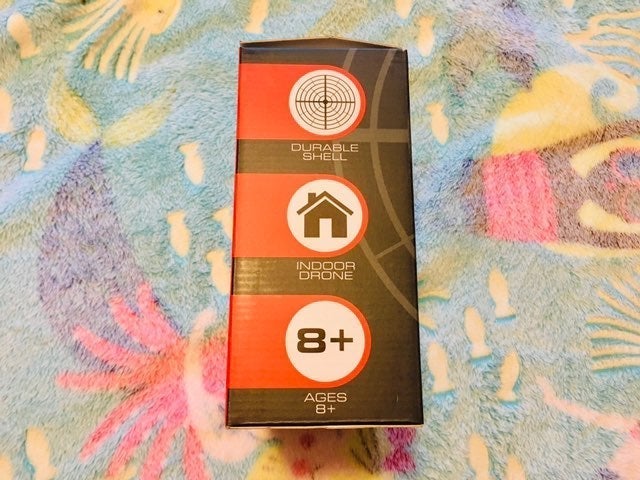 DURABLE
SHELL
INDOOR
DRONE
8+
AGES
8+